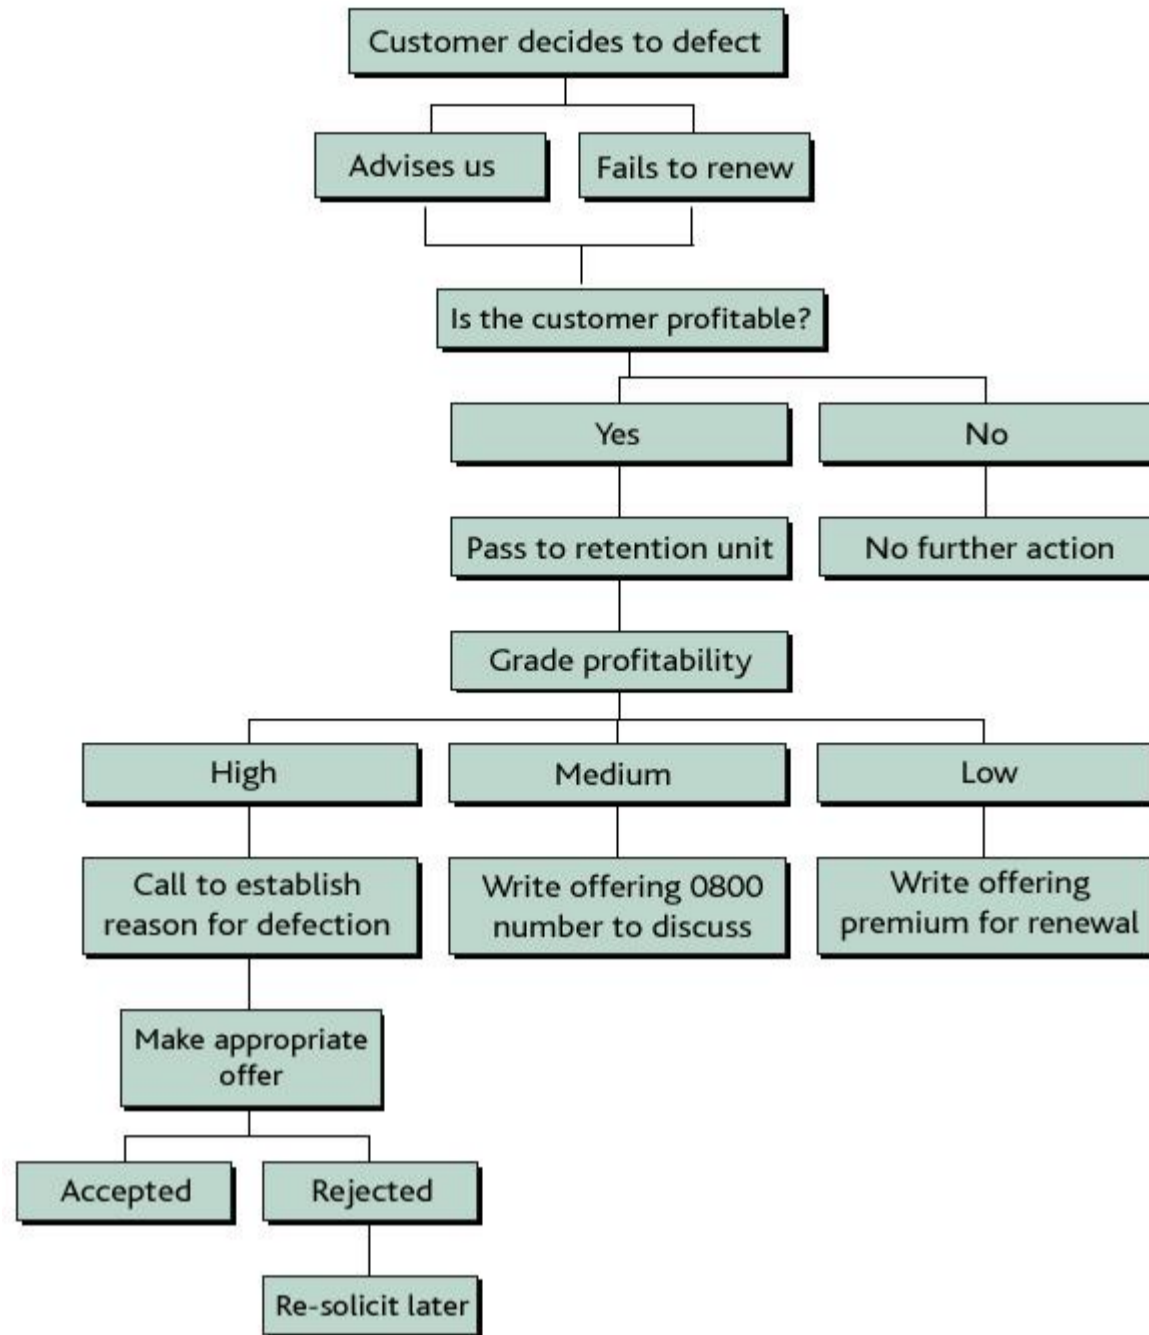 Customer decides to defect
Advises us
Fails to renew
Is the customer profitable?
Yes
No
Pass to retention unit
No further action
Grade profitability
High
Medium
Low
Call to establish
reason for defection
Write offering 0800
number to discuss
Write offering
premium for renewal
Make appropriate
offer
Accepted
Rejected
Re-solicit later